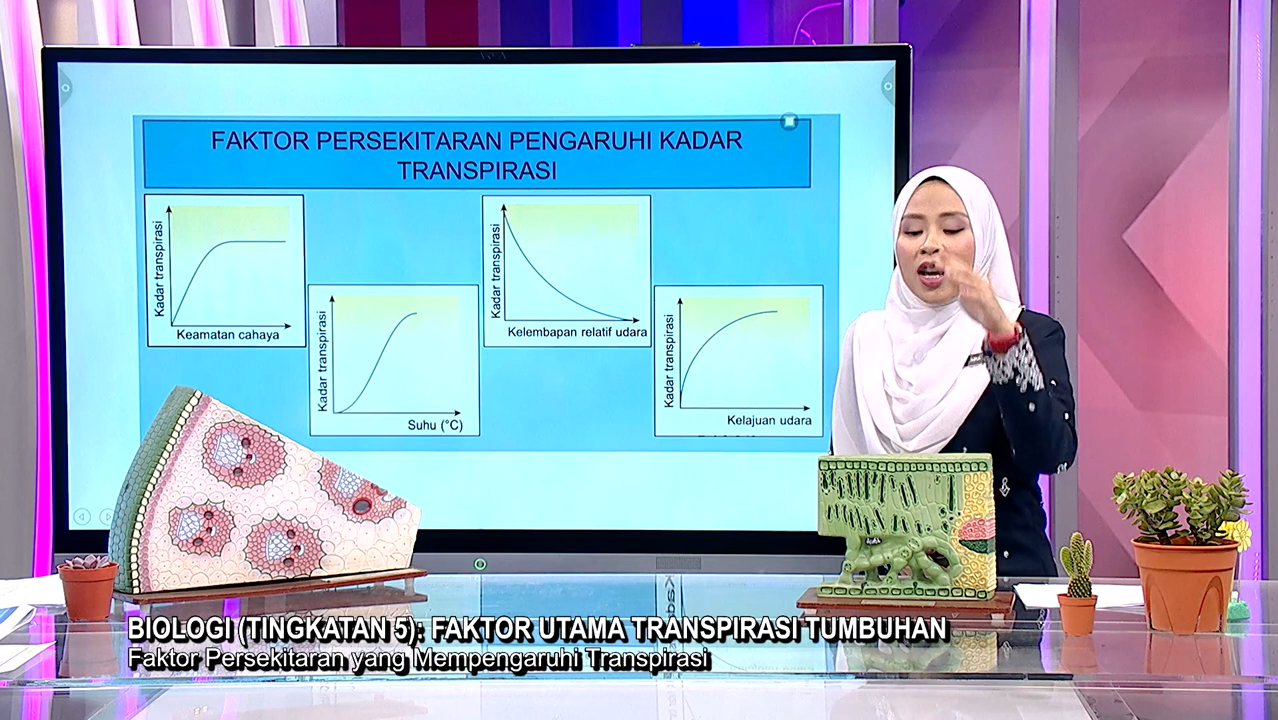 FAKTOR PERSEKITARAN PENGARUHI KADAR
TRANSPIRASI
Kadar transpirasi
Keamatan cahaya
Kadar transpirasi
Suhu (°C)
Kadar transpirasi
Kelembapan relatif udara
Kadar transpirasi
Kelajuan udara
BIOLOGI (TINGKATAN 5): FAKTOR UTAMA TRANSPIRASI TUMBUHAN
Faktor Persekitaran yang Mempengaruhi Transpirasi